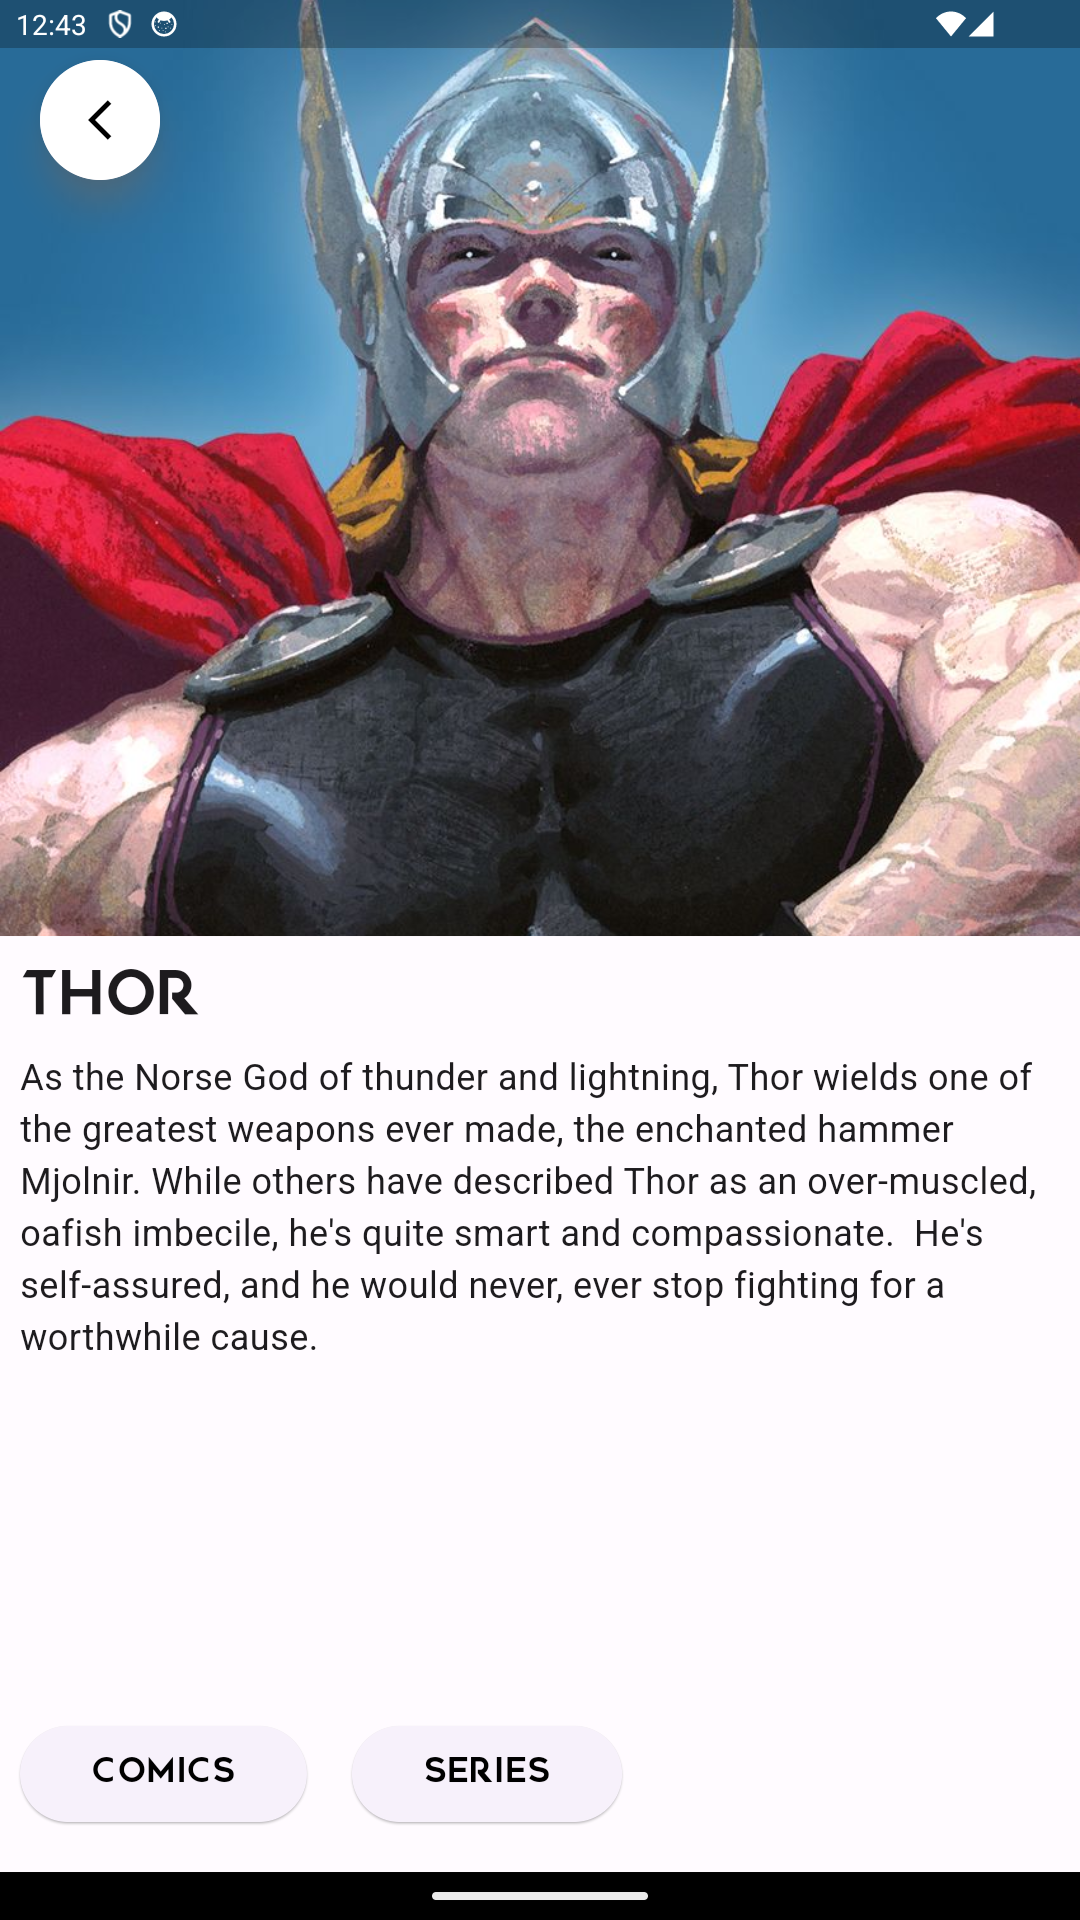 12:43
THOR
As the Norse God of thunder and lightning, Thor wields one of
the greatest weapons ever made, the enchanted hammer
Mjolnir. While others have described Thor as an over-muscled,
oafish imbecile, he's quite smart and compassionate.  He's
self-assured, and he would never, ever stop fighting for a
worthwhile cause.
COMICS
SERIES